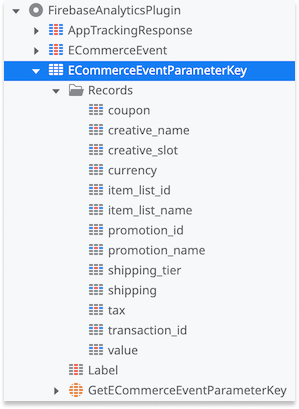 FirebaseAnalyticsPlugin
AppTrackingResponse
ECommerceEvent
ECommerceEventParameterKey
Records
coupon
creative_name
creative_slot
currency
item_list_id
item_list_name
promotion_id
promotion_name
shipping_tier
shipping
tax
transaction_id
value
Label
GetECommerceEventParameterKey